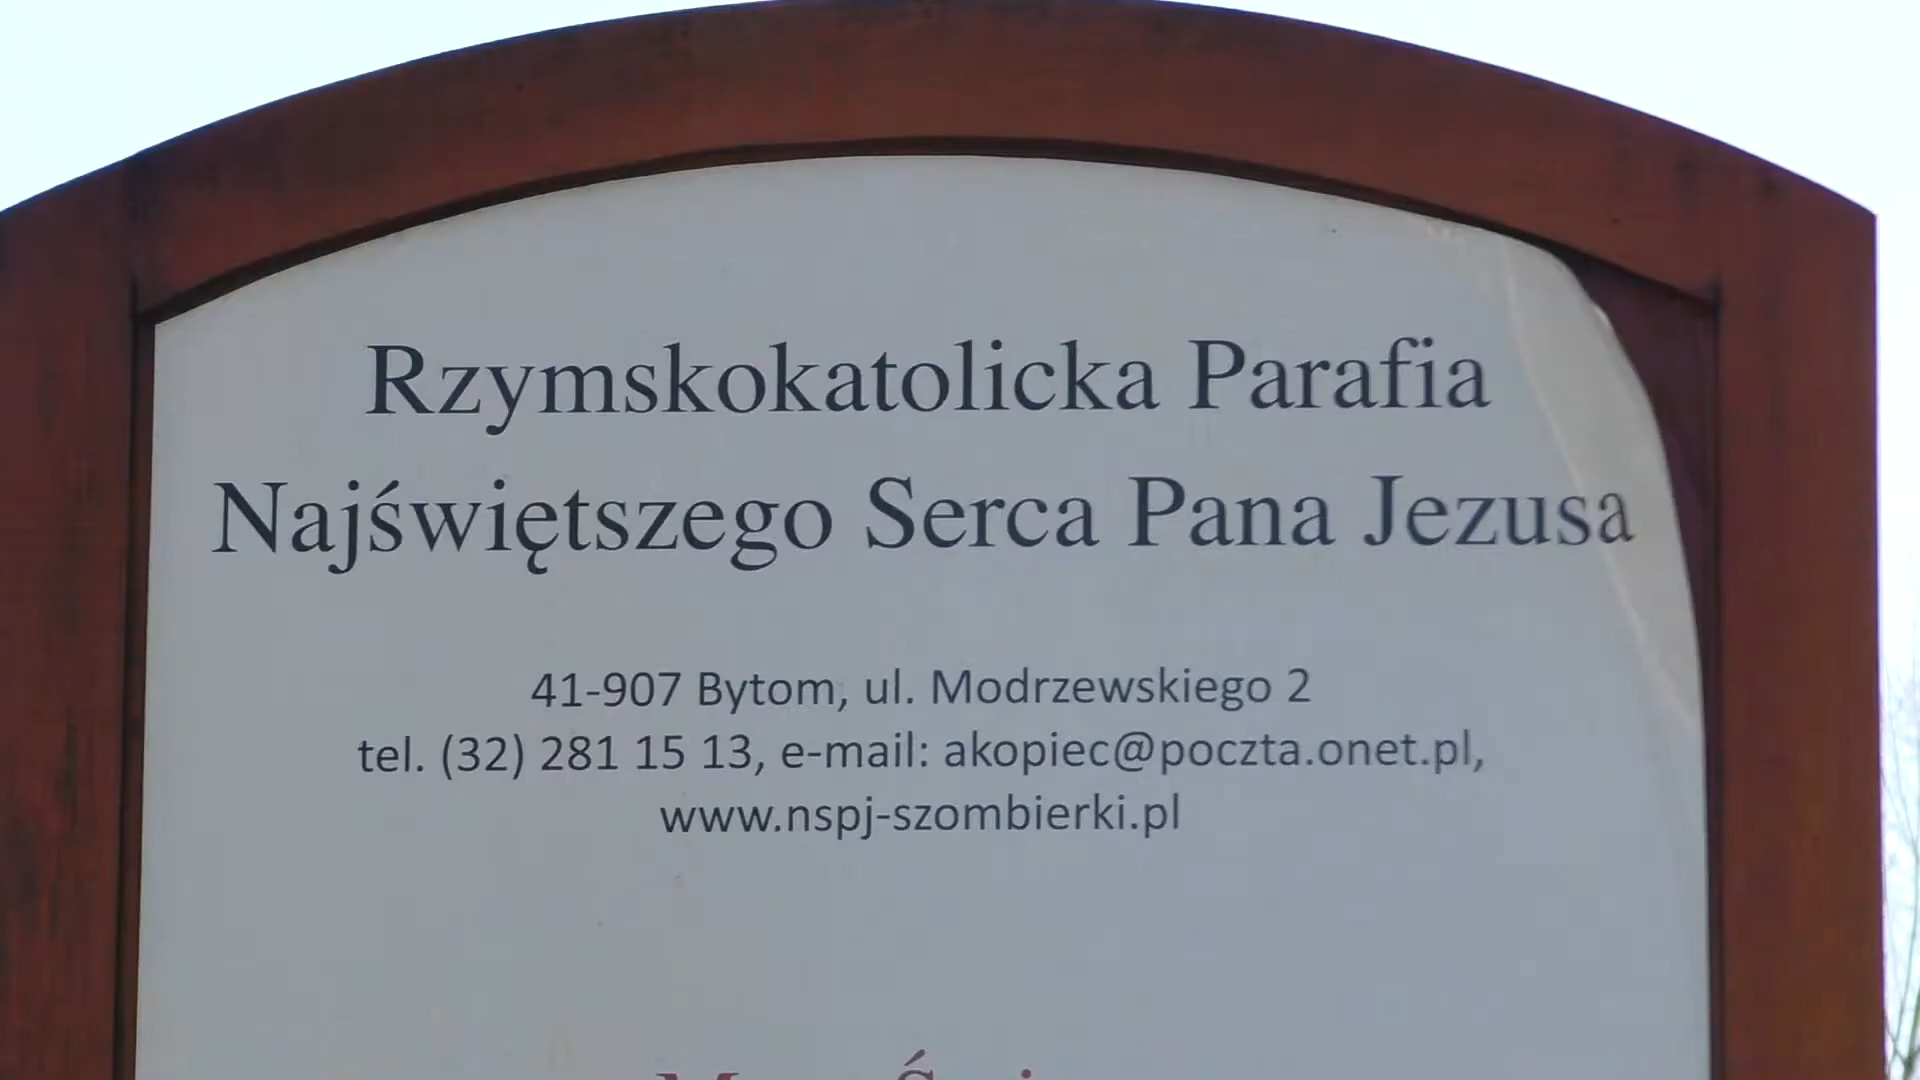 Rzymskokatolicka Parafia
Najświętszego Serca Pana Jezusa
41-907 Bytom, ul. Modrzewskiego 2
tel. (32) 281 15 13, e-mail: akopiec@poczta.onet.pl,
www.nspj-szombierki.pl